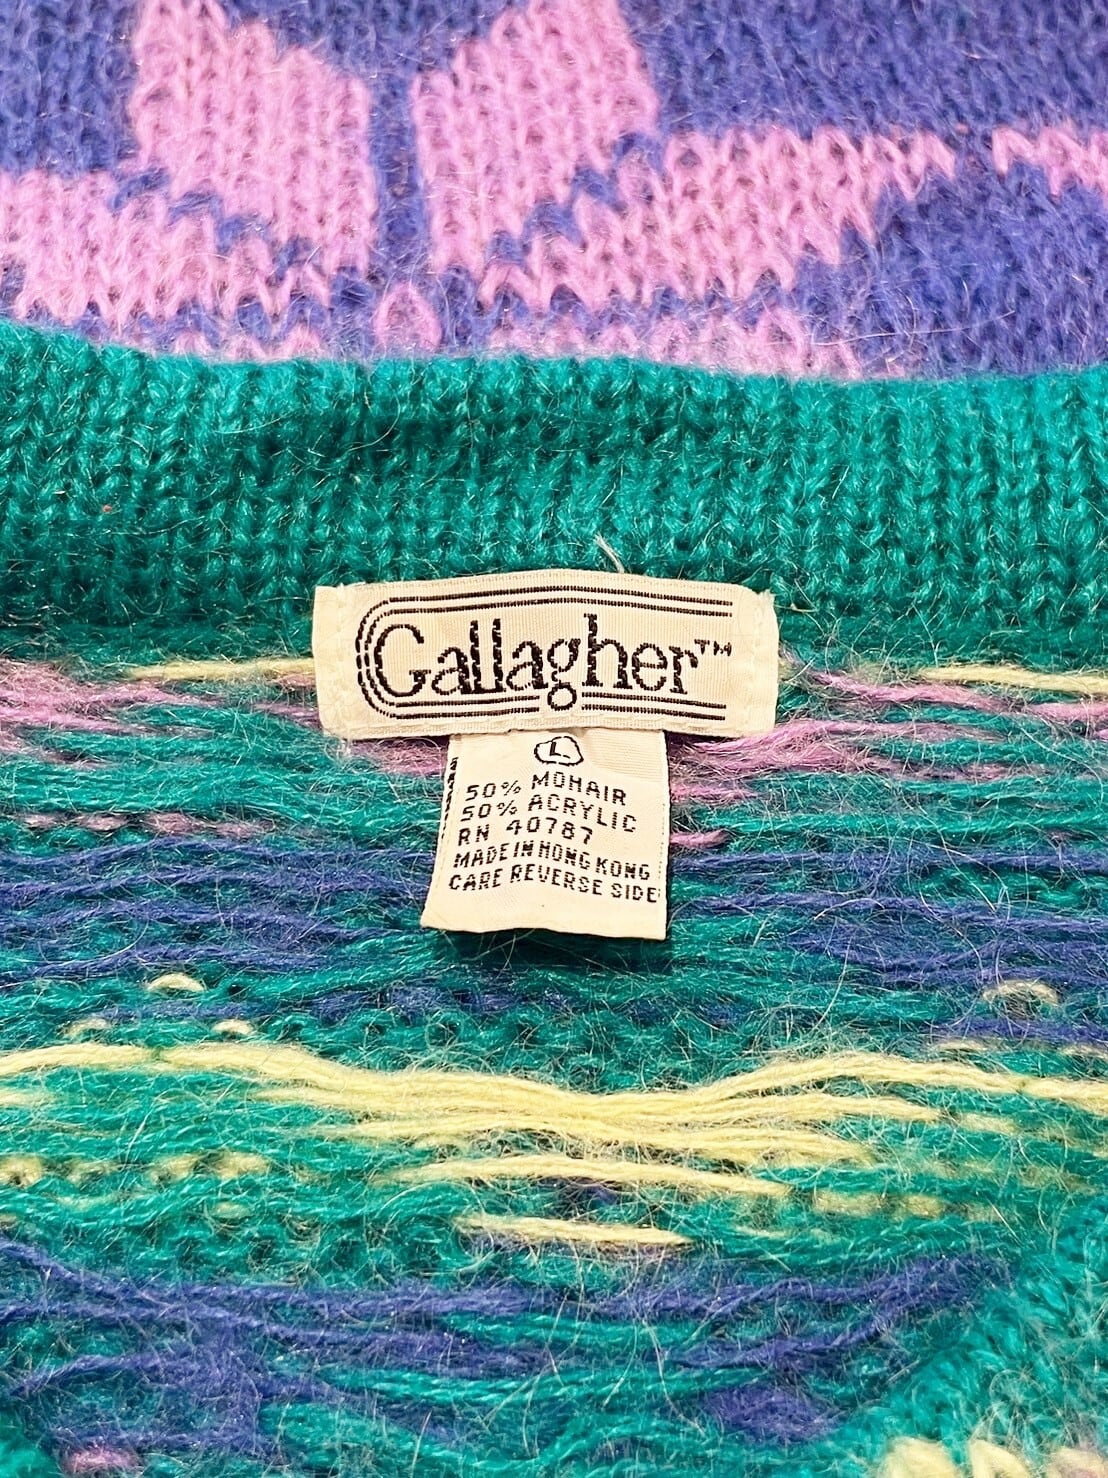 Gallagher™
L.
50% MOHAIR
50% ACRYLIC
RN 40787
MADE IN HONG KONG
CARE REVERSE SIDE